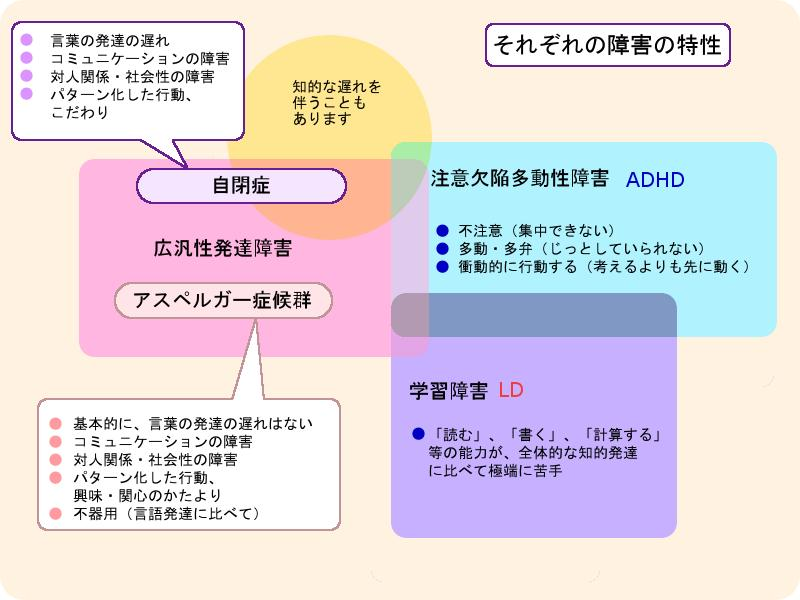 それぞれの障害の特性
言葉の発達の遅れ
コミュニケーションの障害
対人関係・社会性の障害
パターン化した行動、
こだわり
知的な遅れを
伴うことも
あります
自閉症
広汎性発達障害
アスペルガー症候群
基本的に、言葉の発達の遅れはない
コミュニケーションの障害
対人関係・社会性の障害
パターン化した行動、
興味・関心のかたより
不器用（言語発達に比べて）
注意欠陥多動性障害 ADHD
不注意（集中できない）
多動・多弁（じっとしていられない）
衝動的に行動する（考えるよりも先に動く）
学習障害 LD
「読む」、「書く」、「計算する」
等の能力が、全体的な知的発達
に比べて極端に苦手